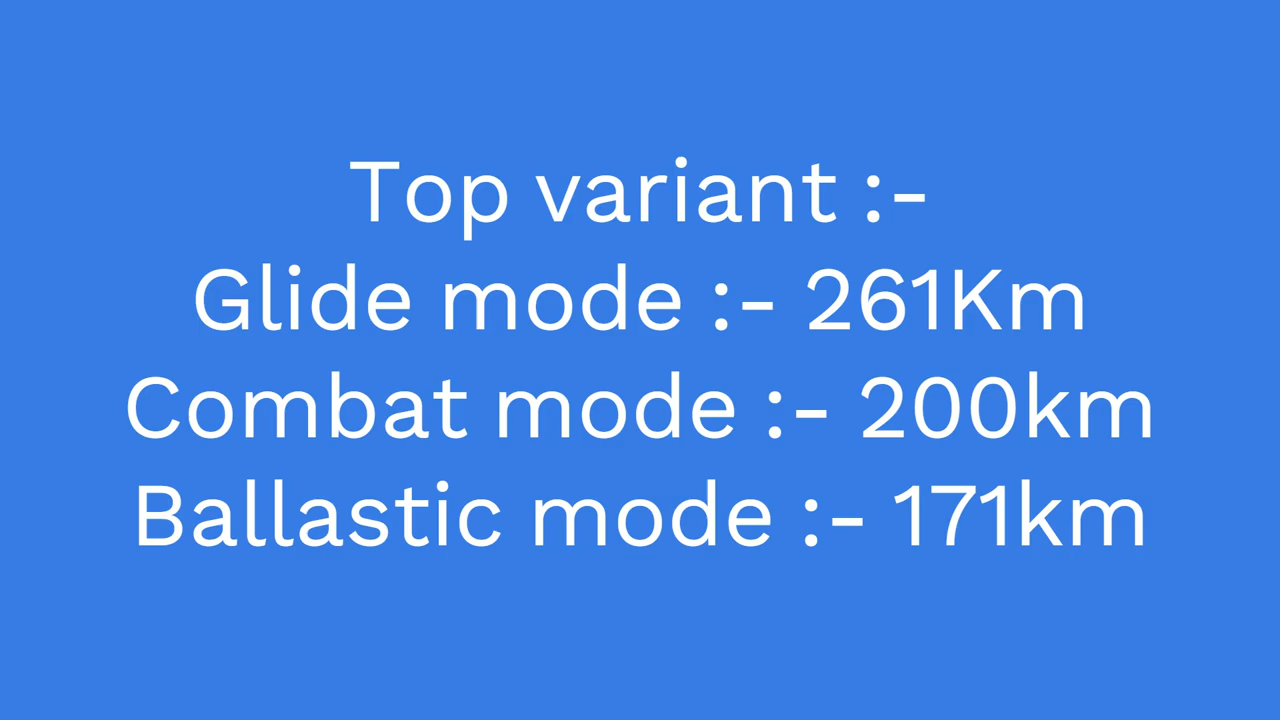 Top variant :-
Glide mode :- 261Km
Combat mode :- 200km
Ballastic mode :- 171km